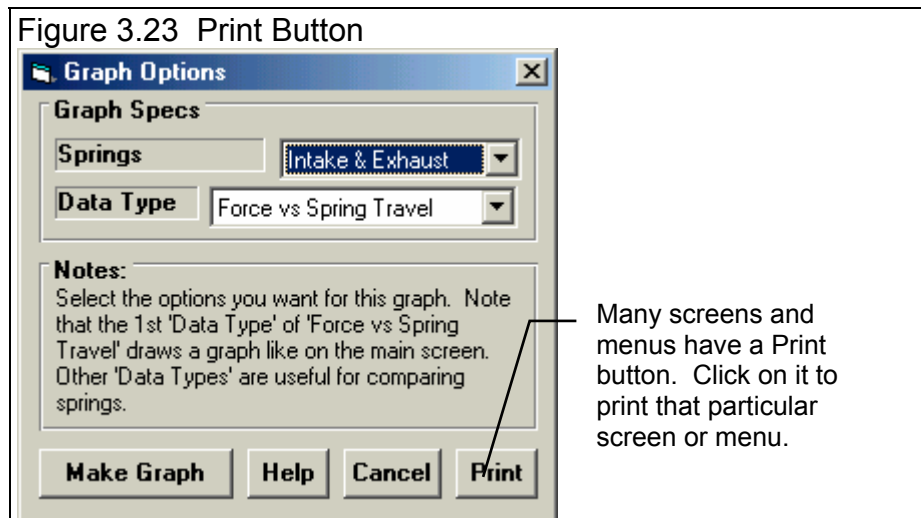 Figure 3.23  Print Button
Graph Options
Graph Specs
Springs
Intake & Exhaust
Data Type
Force vs Spring Travel
Notes:
Select the options you want for this graph.  Note
that the 1st 'Data Type' of 'Force vs Spring
Travel' draws a graph like on the main screen.
Other 'Data Types' are useful for comparing
springs.
Many screens and
menus have a Print
button.  Click on it to
print that particular
screen or menu.
Make Graph
Help
Cancel
Print